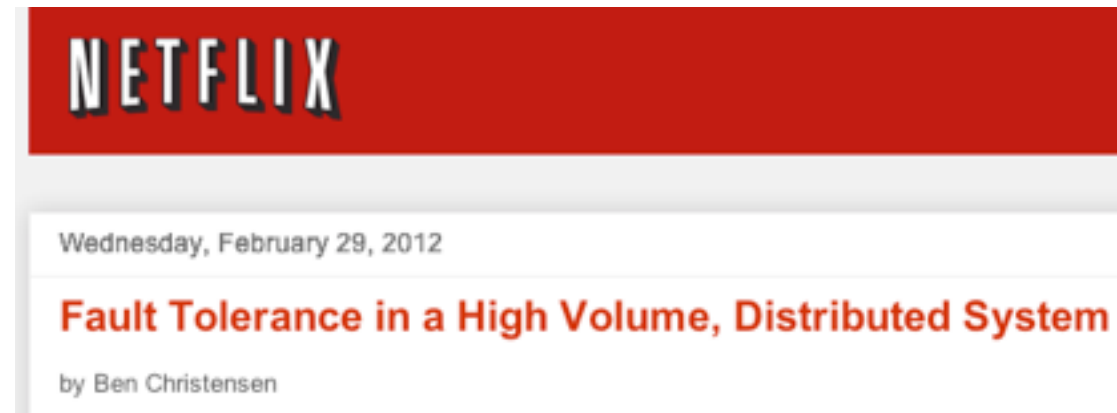 NETFLIX
Wednesday, February 29, 2012
Fault Tolerance in a High Volume, Distributed System
by Ben Christensen